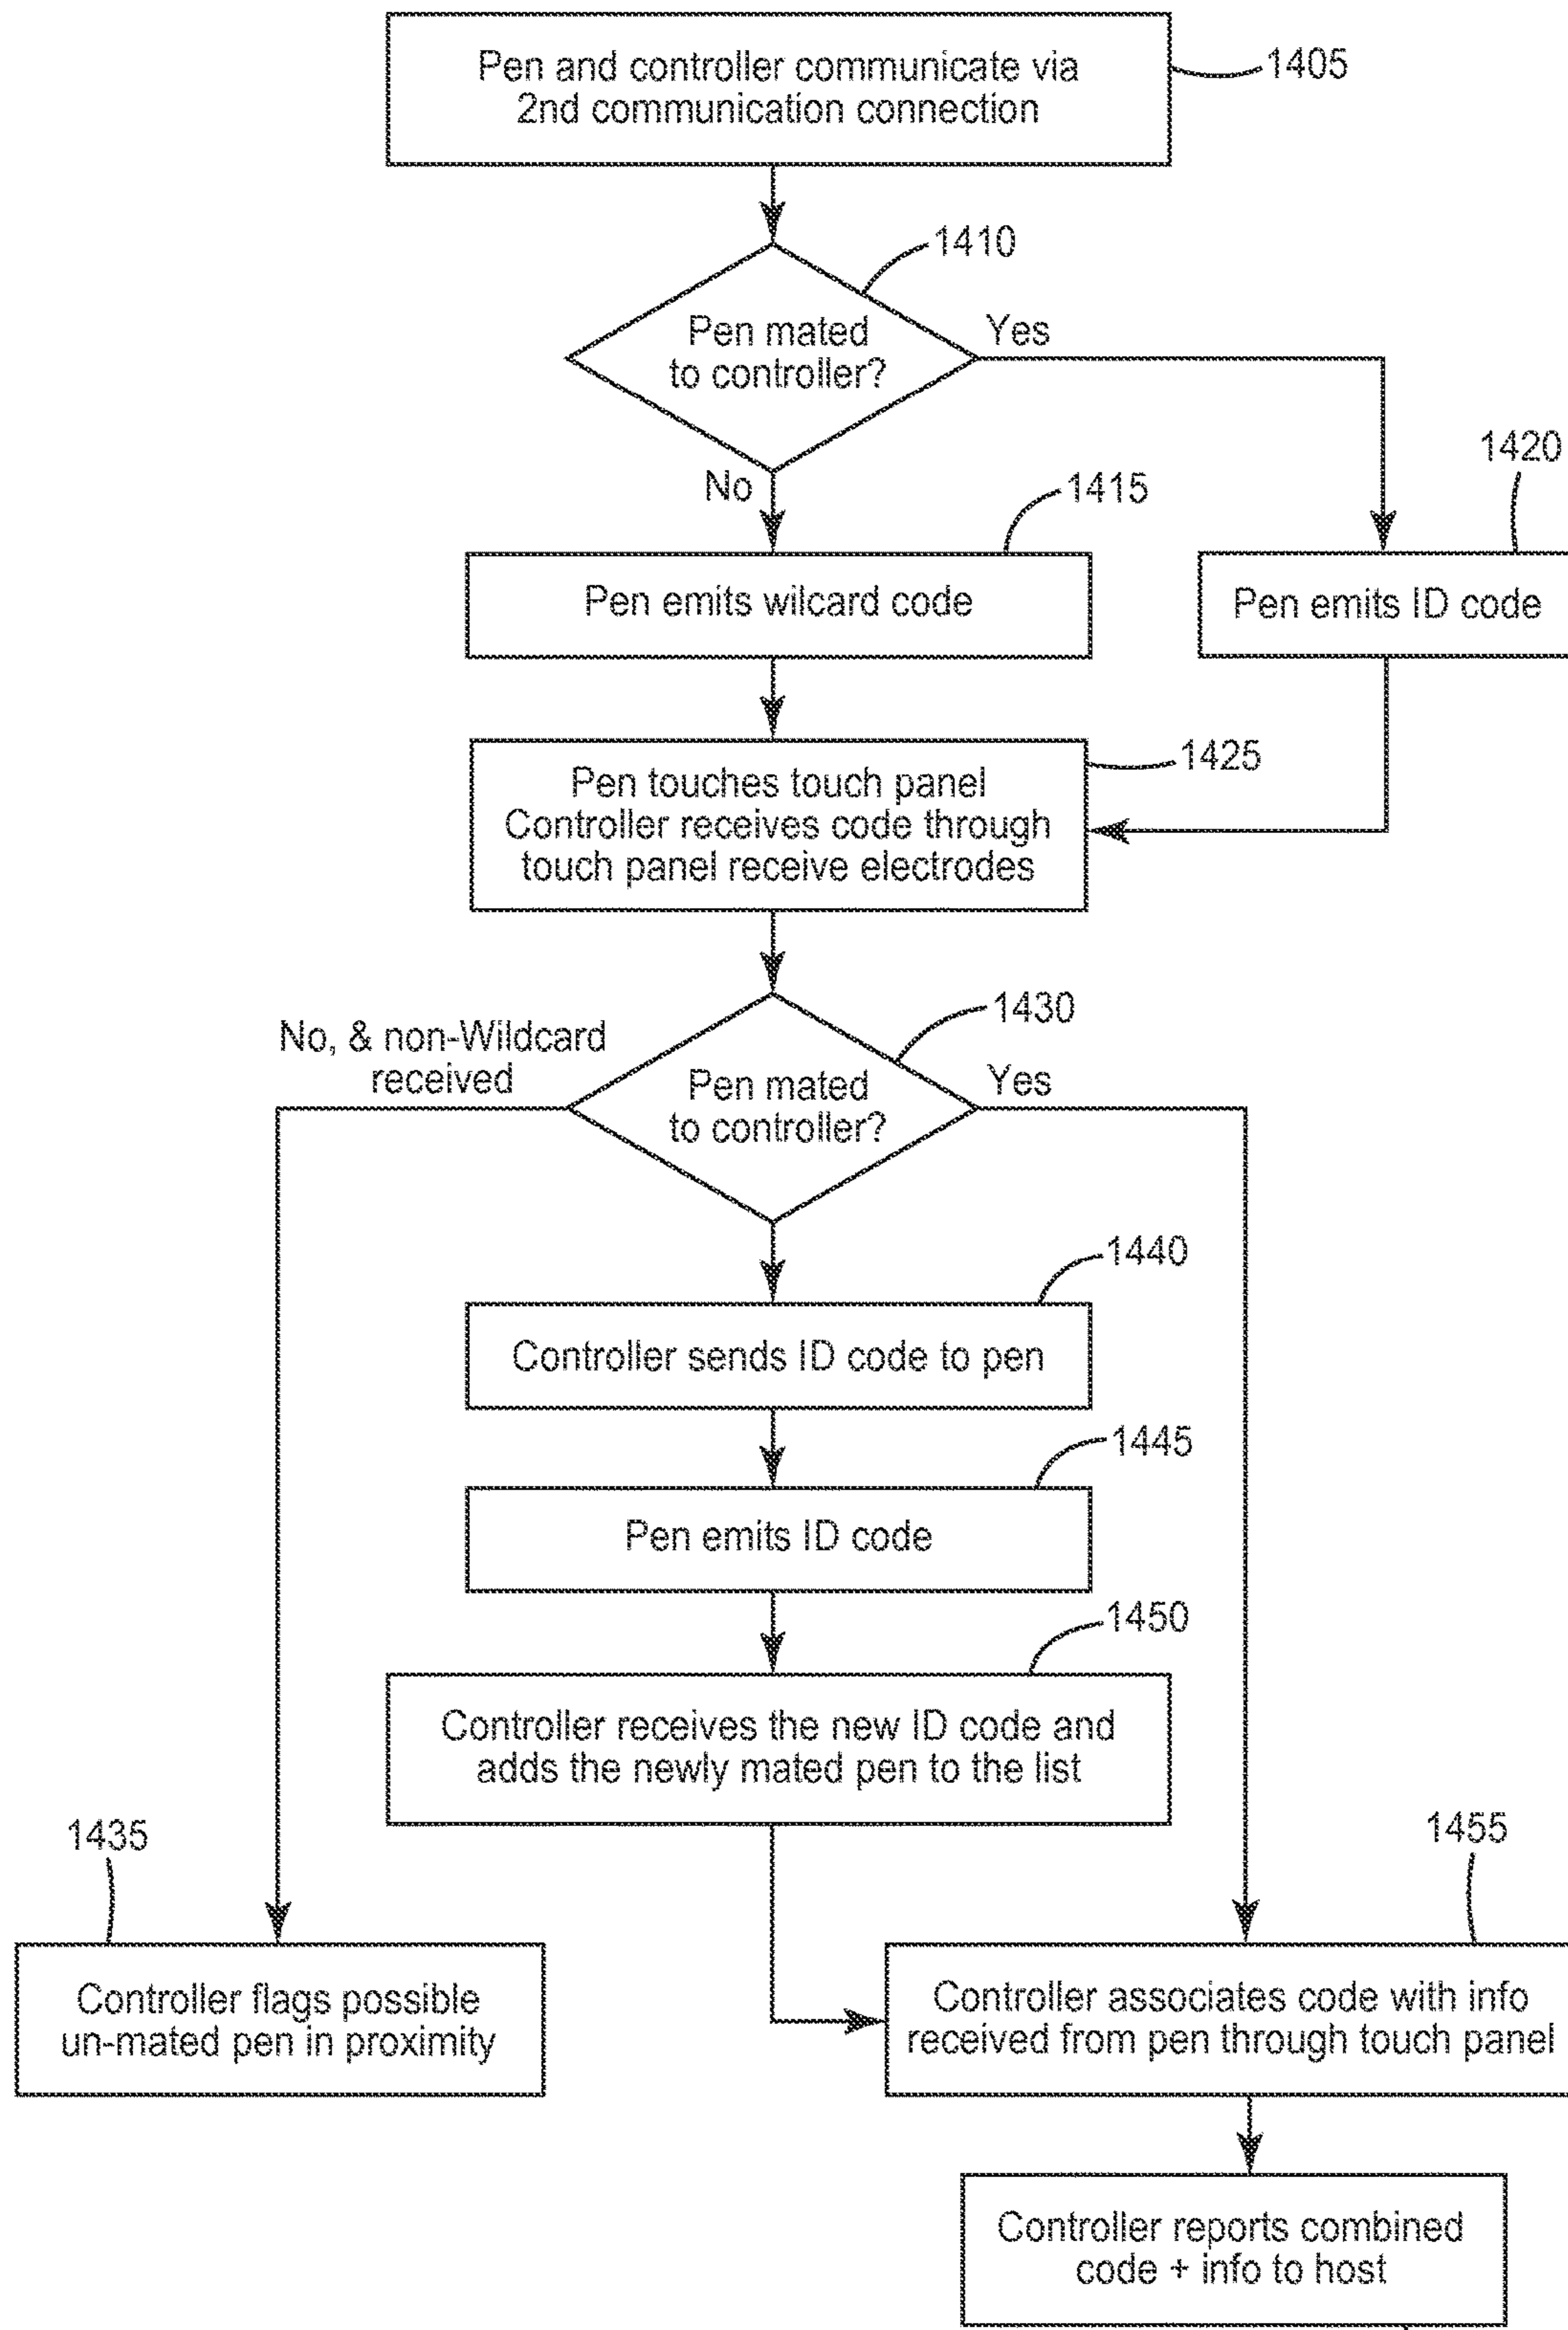 Pen and controller communicate via
2nd communication connection
1405
1410
Pen mated
to controller?
Yes
No
1420
1415
Pen emits wilcard code
Pen emits ID code
1425
Pen touches touch panel
Controller receives code through
touch panel receive electrodes
1430
No, & non-Wildcard
received
Pen mated
to controller?
Yes
1440
Controller sends ID code to pen
1445
Pen emits ID code
1450
Controller receives the new ID code and
adds the newly mated pen to the list
1435
1455
Controller flags possible
un-mated pen in proximity
Controller associates code with info
received from pen through touch panel
Controller reports combined
code + info to host